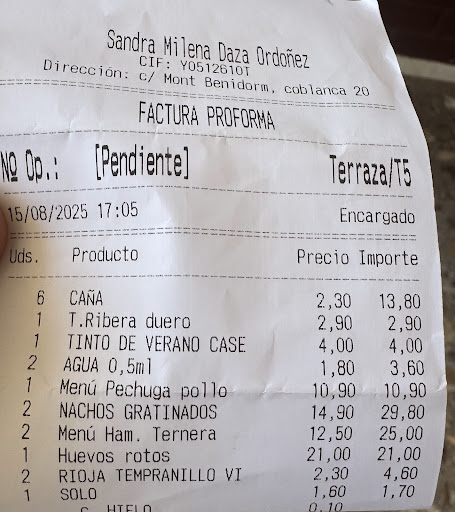 Sandra Milena Daza Ordoñez
CIF: Y0512610T
Dirección: c/ Mont Benidorm, coblanca 20
FACTURA PROFORMA
Nº Op.: [Pendiente] Terraza/T5
15/08/2025 17:05 Encargado
Uds. Producto Precio Importe
6 CAÑA 2,30 13,80
1 T.Ribera duero 2,90 2,90
1 TINTO DE VERANO CASE 4,00 4,00
2 AGUA 0,5ml 1,80 3,60
1 Menú Pechuga pollo 10,90 10,90
2 NACHOS GRATINADOS 14,90 29,80
2 Menú Ham. Ternera 12,50 25,00
1 Huevos rotos 21,00 21,00
2 RIOJA TEMPRANILLO VI 2,30 4,60
1 SOLO 1,60 1,70
c. HIELO 0,10